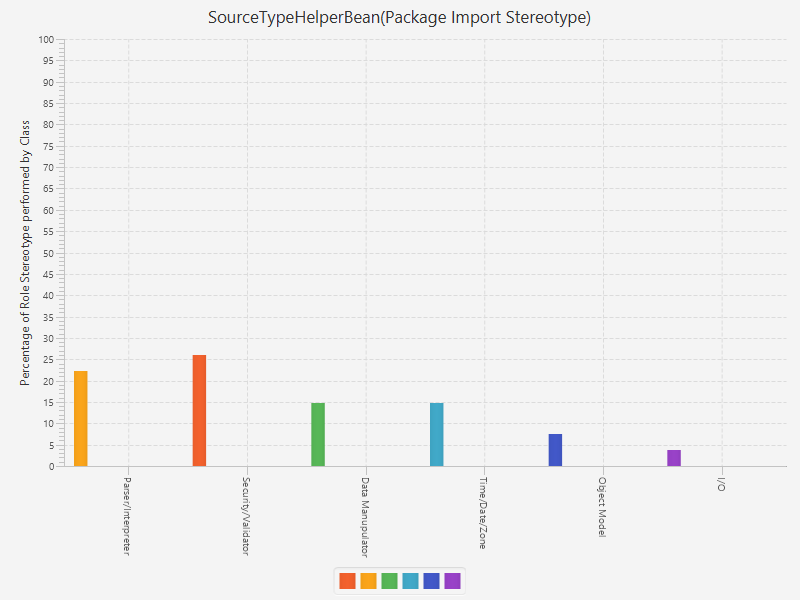 SourceTypeHelperBean(Package Import Stereotype)
Percentage of Role Stereotype performed by Class
100
95
90
85
80
75
70
65
60
55
50
45
40
35
30
25
20
15
10
5
0
Parser/Interpreter
Security/Validator
Data Manupulator
Time/Date/Zone
Object Model
I/O